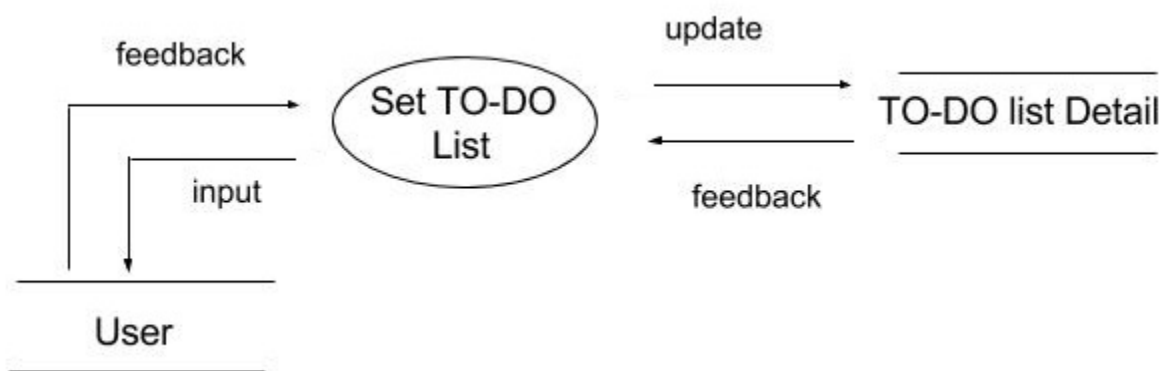 feedback
update
Set TO-DO
List
TO-DO list Detail
input
feedback
User